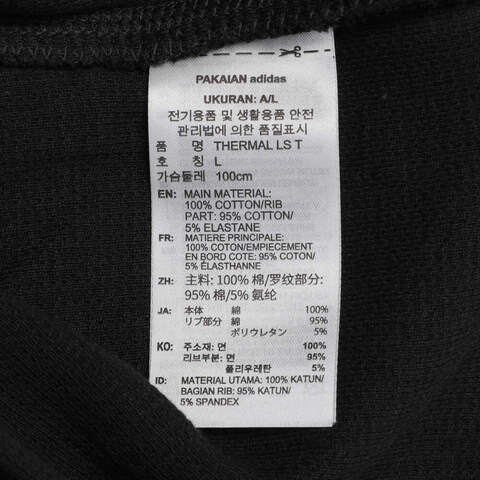 PAKAIAN adidas
UKURAN: A/L
전기용품 및 생활용품 안전
관리법에 의한 품질표시
품 명 THERMAL LS T
호 칭 L
가슴둘레 100cm
EN: MAIN MATERIAL:
100% COTTON/RIB
PART: 95% COTTON/
5% ELASTANE
FR: MATIERE PRINCIPALE:
100% COTON/EMPIECEMENT
EN BORD COTE: 95% COTON/
5% ÉLASTHANNE
ZH: 主料: 100% 棉/罗纹部分:
95% 棉/5% 氨纶
JA: 本体 綿 100%
リブ部分 綿 95%
ポリウレタン 5%
KO: 주소재: 면 100%
리브부분: 면 95%
폴리우레탄 5%
ID: MATERIAL UTAMA: 100% KATUN/
BAGIAN RIB: 95% KATUN/
5% SPANDEX